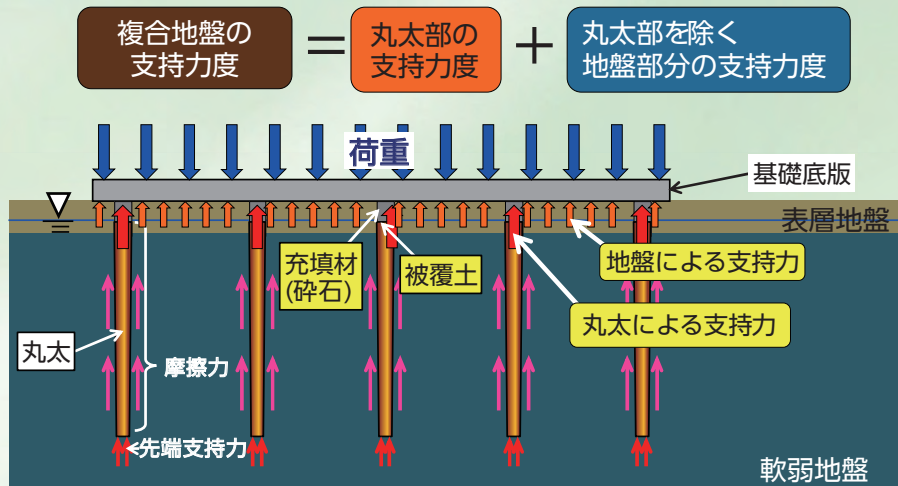 複合地盤の
支持力度
=
丸太部の
支持力度
+
丸太部を除く
地盤部分の支持力度
荷重
基礎底版
表層地盤
充填材
(砕石)
被覆土
地盤による支持力
丸太による支持力
丸太
摩擦力
先端支持力
軟弱地盤